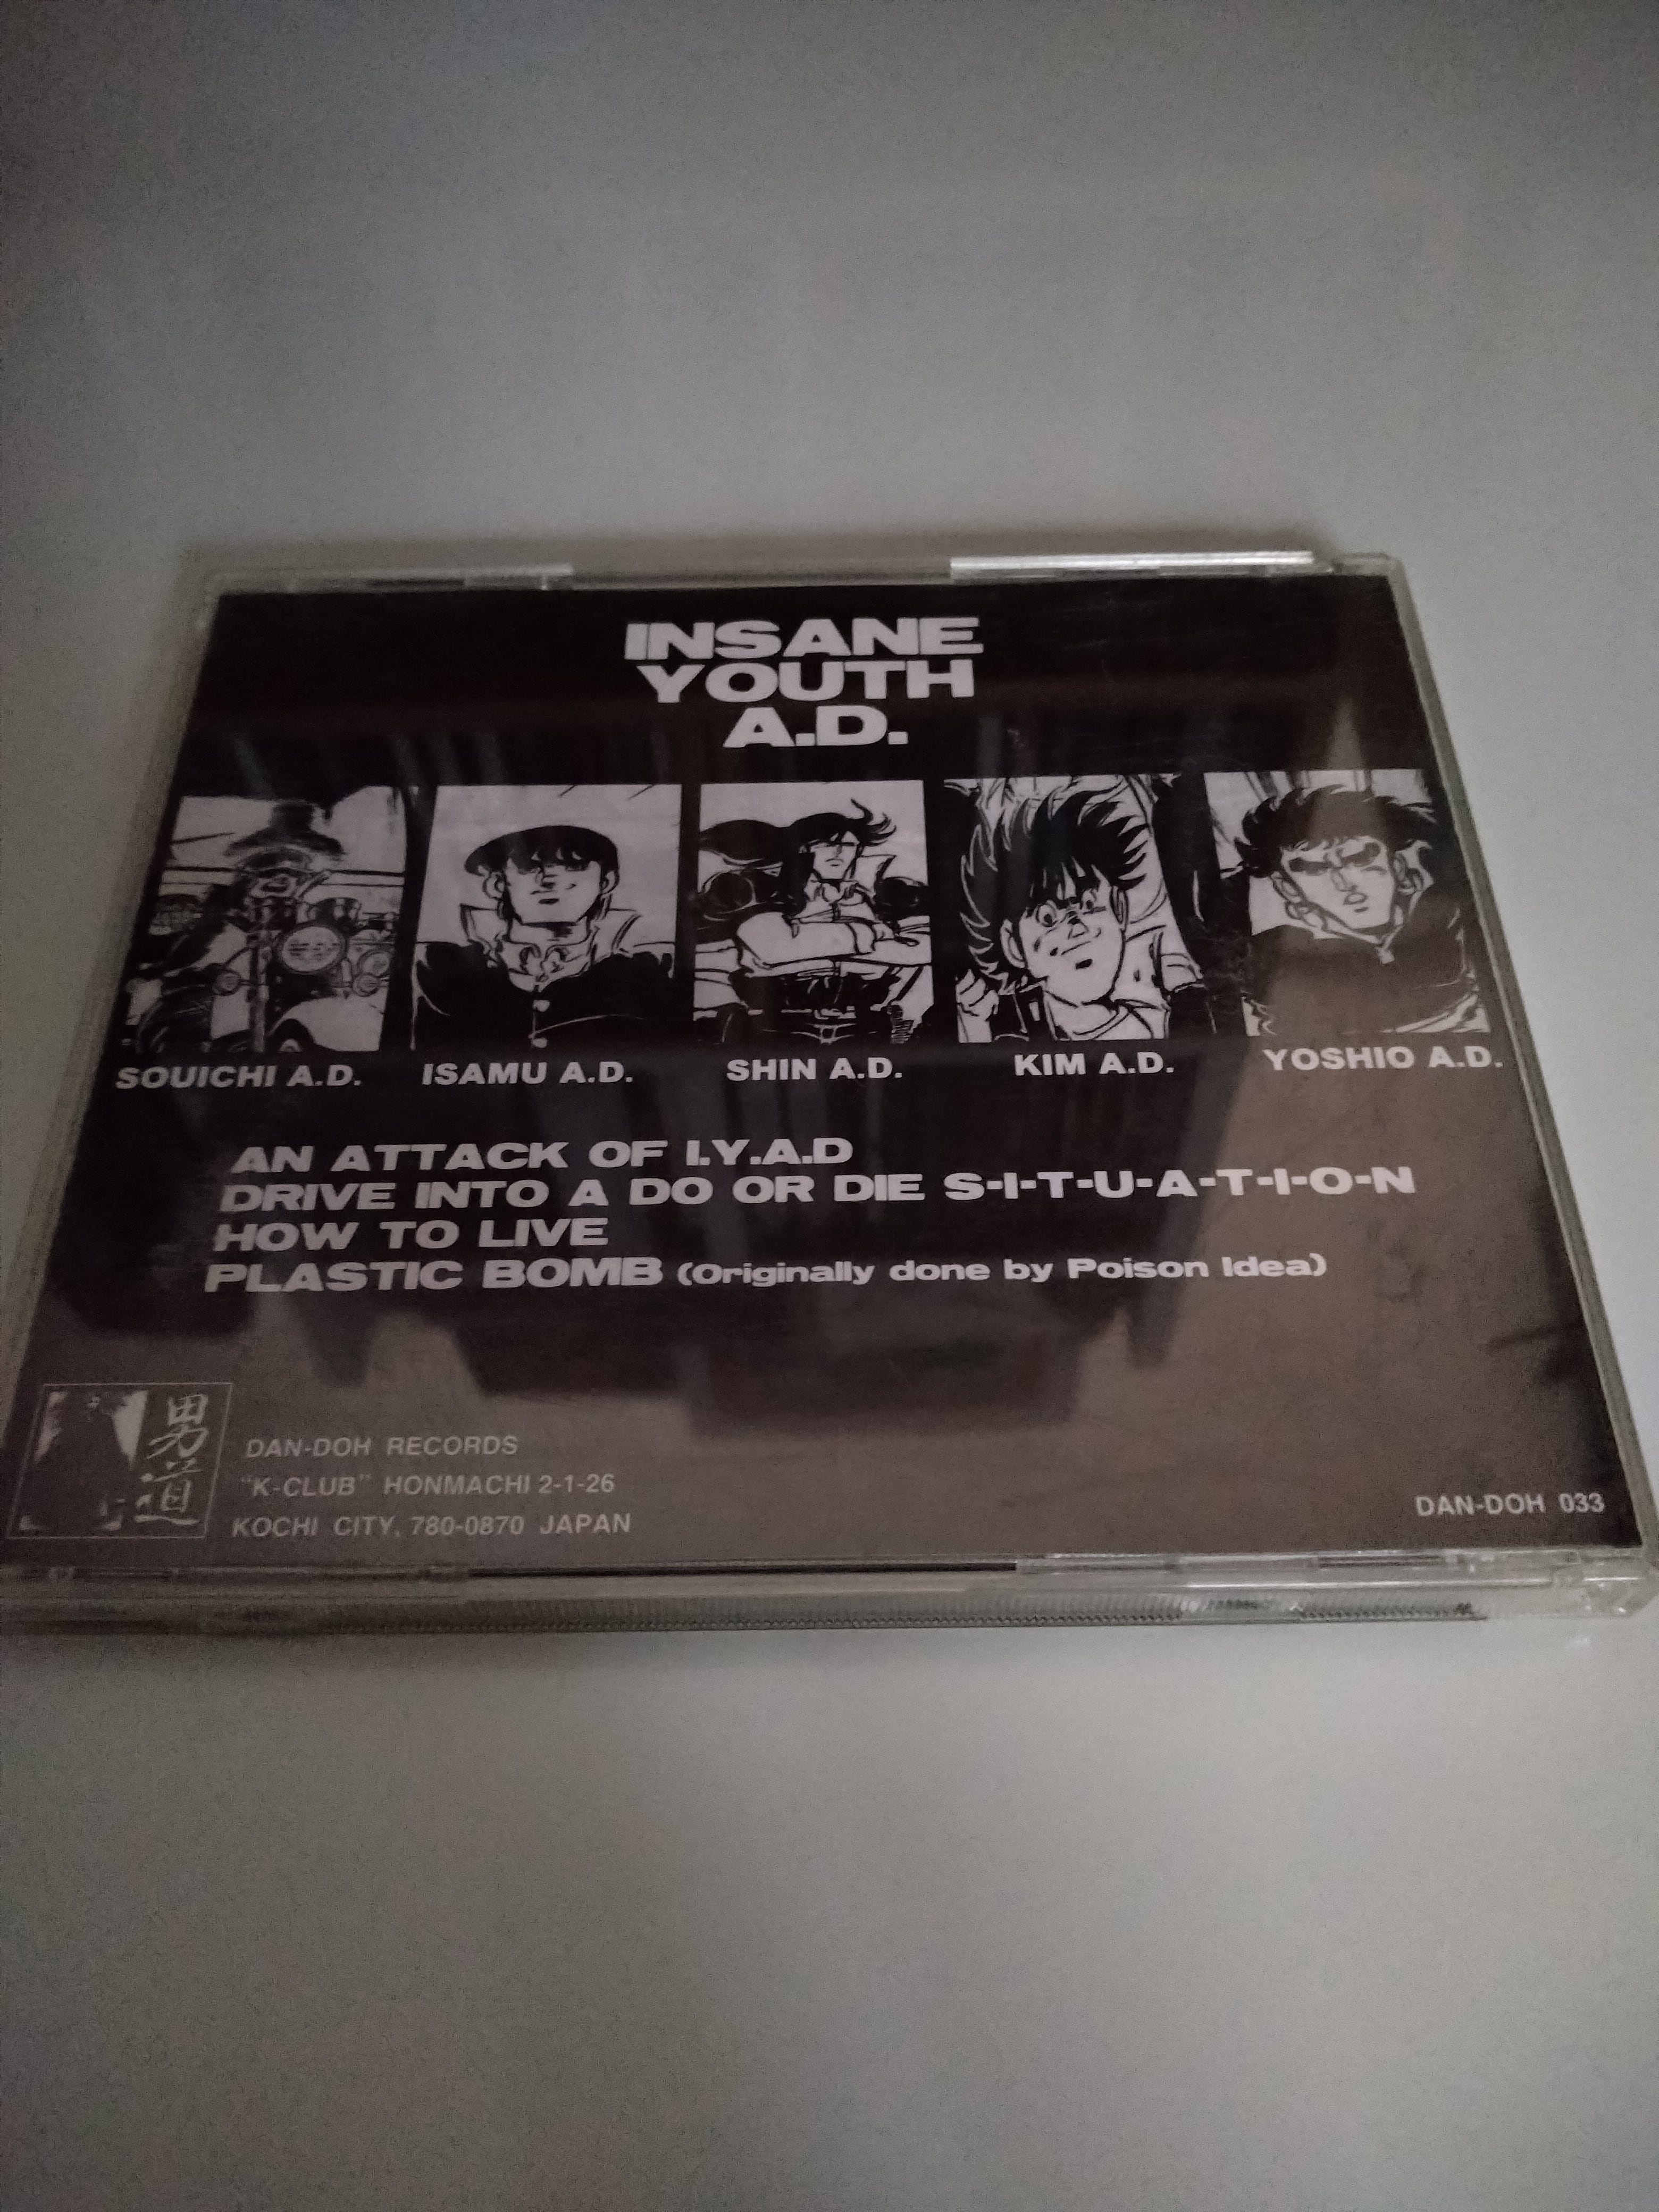 INSANE
YOUTH
A.D.
SOUICHI A.D.
ISAMU A.D.
SHIN A.D.
KIM A.D.
YOSHIO A.D.
AN ATTACK OF I.Y.A.D
DRIVE INTO A DO OR DIE S-I-T-U-A-T-I-O-N
HOW TO LIVE
PLASTIC BOMB (Originally done by Poison Idea)
男道
DAN-DOH RECORDS
"K-CLUB" HONMACHI 2-1-26
KOCHI CITY, 780-0870 JAPAN
DAN-DOH 033